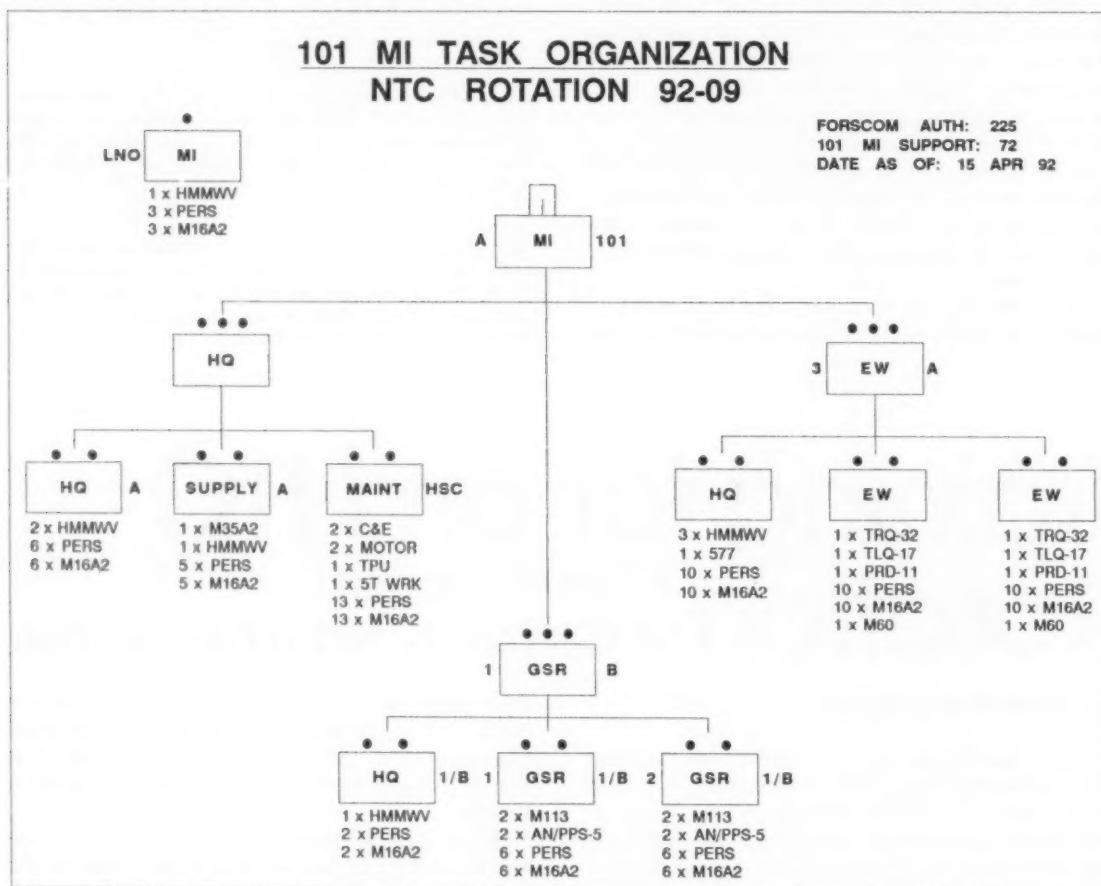 101 MI TASK ORGANIZATION
NTC ROTATION 92-09
FORSCOM AUTH: 225
101 MI SUPPORT: 72
DATE AS OF: 15 APR 92
LNO MI
1 x HMMWV
3 x PERS
3 x M16A2
A MI 101
HQ
3 EW A
HQ A
2 x HMMWV
6 x PERS
6 x M16A2
SUPPLY A
1 x M35A2
1 x HMMWV
5 x PERS
5 x M16A2
MAINT HSC
2 x C&E
2 x MOTOR
1 x TPU
1 x 5T WRK
13 x PERS
13 x M16A2
HQ
3 x HMMWV
1 x 577
10 x PERS
10 x M16A2
EW
1 x TRQ-32
1 x TLQ-17
1 x PRD-11
10 x PERS
10 x M16A2
1 x M60
EW
1 x TRQ-32
1 x TLQ-17
1 x PRD-11
10 x PERS
10 x M16A2
1 x M60
1 GSR B
HQ 1/B
1 x HMMWV
2 x PERS
2 x M16A2
1 GSR 1/B
2 x M113
2 x AN/PPS-5
6 x PERS
6 x M16A2
2 GSR 1/B
2 x M113
2 x AN/PPS-5
6 x PERS
6 x M16A2